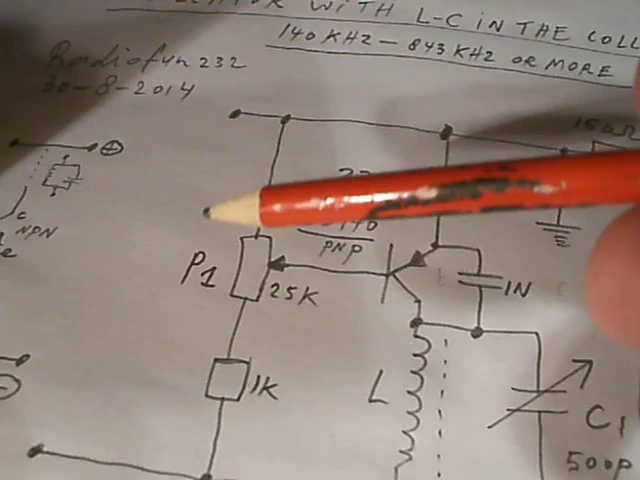 WITH L-C IN THE COLL
140 KHZ - 843 KHZ OR MORE
Radiofun232
30-8-2014
NPN
PNP
P1
25K
1N
1K
L
C1
500P